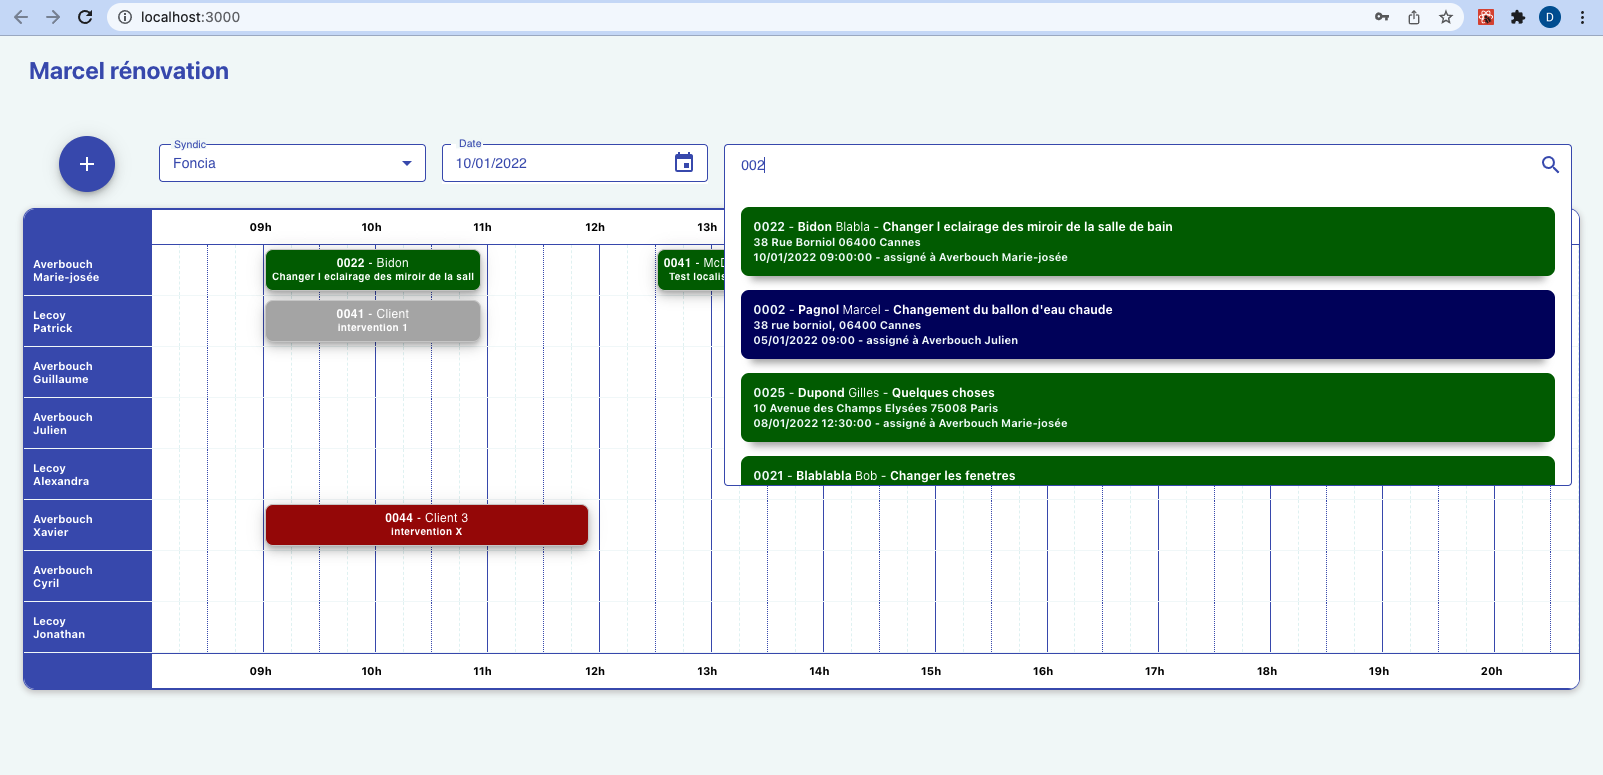 localhost:3000
D
Marcel rénovation
Syndic
Foncia
Date
10/01/2022
002
09h 10h 11h 12h 13h
Averbouch
Marie-josée
Lecoy
Patrick
Averbouch
Guillaume
Averbouch
Julien
Lecoy
Alexandra
Averbouch
Xavier
Averbouch
Cyril
Lecoy
Jonathan
0022 - Bidon
Changer l eclairage des miroir de la sall
0041 - McD
Test localis
0041 - Client
intervention 1
0044 - Client 3
intervention X
0022 - Bidon Blabla - Changer l eclairage des miroir de la salle de bain
38 Rue Borniol 06400 Cannes
10/01/2022 09:00:00 - assigné à Averbouch Marie-josée
0002 - Pagnol Marcel - Changement du ballon d'eau chaude
38 rue borniol, 06400 Cannes
05/01/2022 09:00 - assigné à Averbouch Julien
0025 - Dupond Gilles - Quelques choses
10 Avenue des Champs Elysées 75008 Paris
08/01/2022 12:30:00 - assigné à Averbouch Marie-josée
0021 - Blablabla Bob - Changer les fenetres
09h 10h 11h 12h 13h 14h 15h 16h 17h 18h 19h 20h